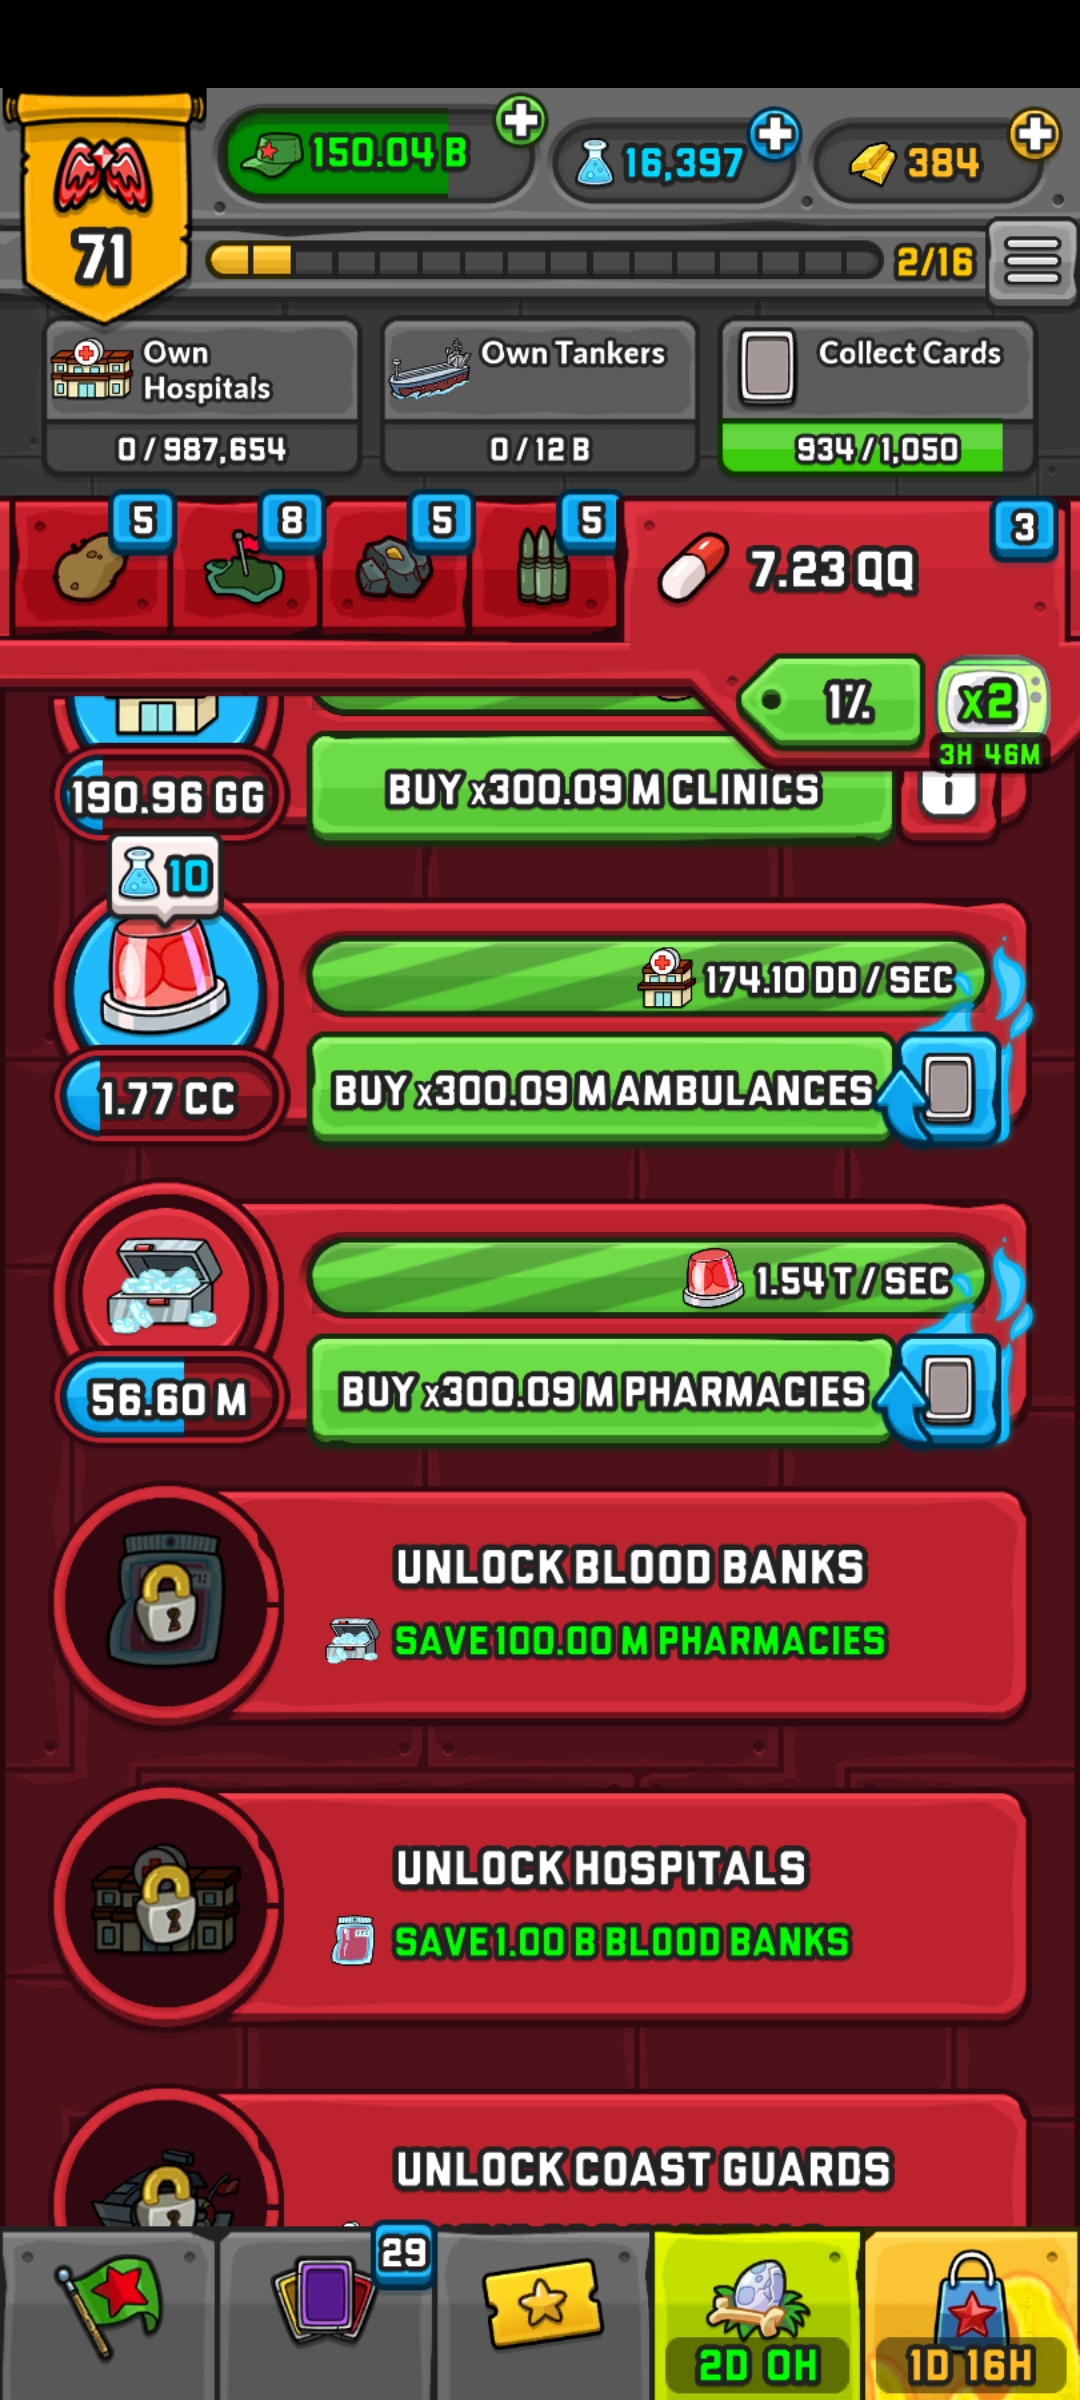 71
150.04 B
16,397
384
2/16
Own Hospitals
0/987,654
Own Tankers
0/12 B
Collect Cards
934/1,050
5
8
5
5
7.23 QQ
3
1%
x2
3H 46M
190.96 GG
BUY x300.09 M CLINICS
10
174.10 DD / SEC
1.77 CC
BUY x300.09 M AMBULANCES
1.54 T / SEC
56.60 M
BUY x300.09 M PHARMACIES
UNLOCK BLOOD BANKS
SAVE 100.00 M PHARMACIES
UNLOCK HOSPITALS
SAVE 1.00 B BLOOD BANKS
UNLOCK COAST GUARDS
29
2D 0H
1D 16H